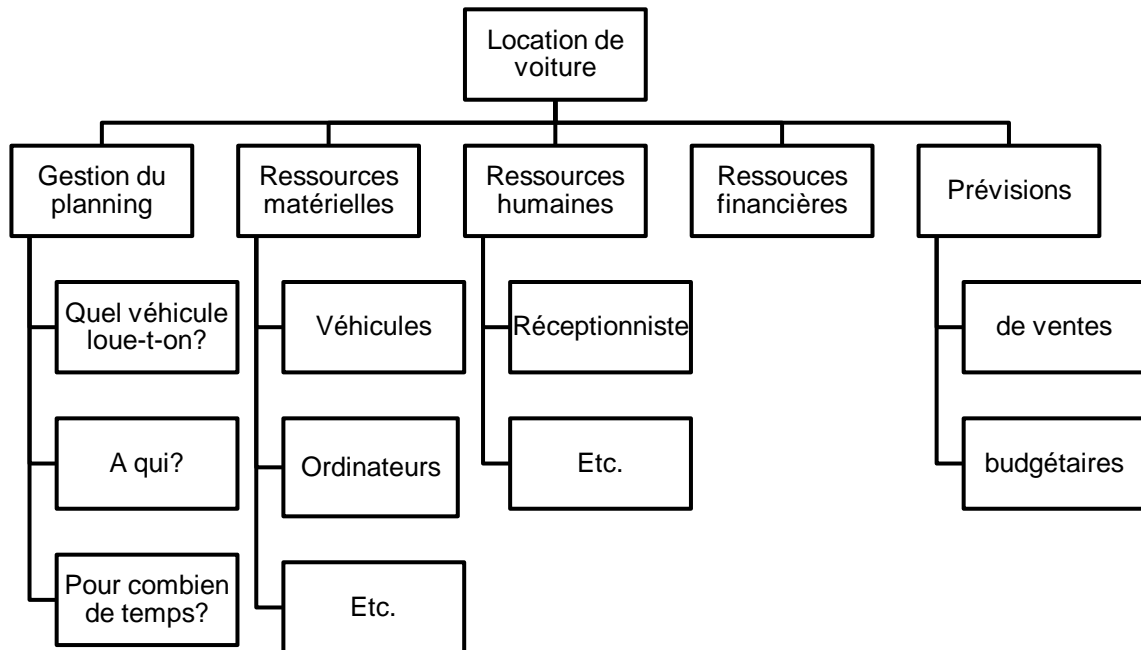 Location de
voiture
Gestion du
planning
Ressources
matérielles
Ressources
humaines
Ressouces
financières
Prévisions
Quel véhicule
loue-t-on?
Véhicules
Réceptionniste
de ventes
A qui?
Ordinateurs
Etc.
budgétaires
Pour combien
de temps?
Etc.